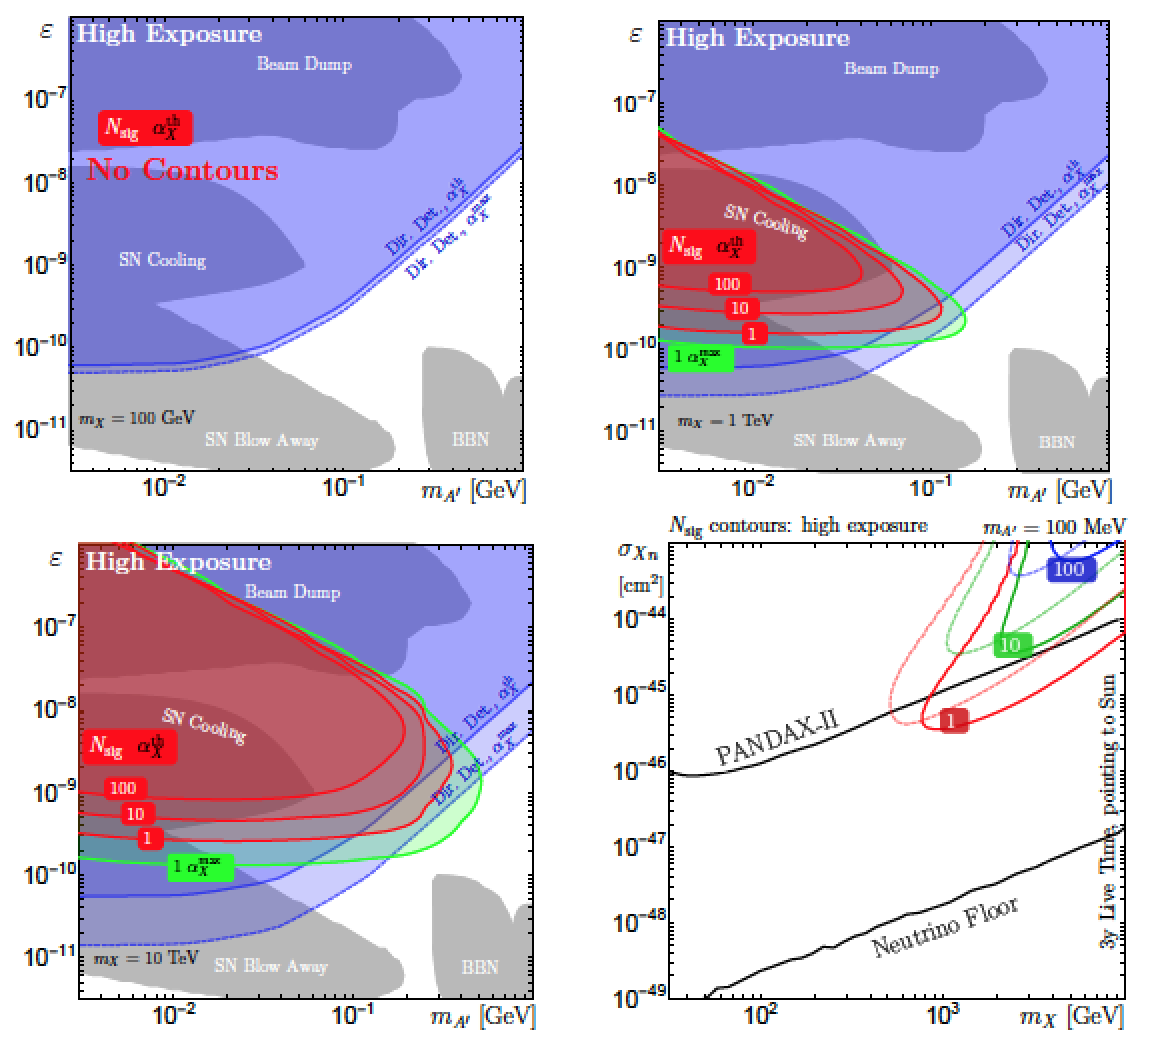 ε
High Exposure
Beam Dump
10⁻⁷
N_sig α_X^th
No Contours
10⁻⁸
Dir. Det., α_X^th
Dir. Det., α_X^max
SN Cooling
10⁻⁹
10⁻¹⁰
10⁻¹¹
m_X = 100 GeV
SN Blow Away
BBN
10⁻² 10⁻¹ m_A′ [GeV]
ε
High Exposure
Beam Dump
10⁻⁷
10⁻⁸
Dir. Det., α_X^th
Dir. Det., α_X^max
SN Cooling
N_sig α_X^th
10⁻⁹
100
10
1
10⁻¹⁰
1 α_X^max
10⁻¹¹
m_X = 1 TeV
SN Blow Away
BBN
10⁻² 10⁻¹ m_A′ [GeV]
ε
High Exposure
Beam Dump
10⁻⁷
10⁻⁸
SN Cooling
Dir. Det., α_X^th
Dir. Det., α_X^max
N_sig α_X^th
10⁻⁹
100
10
1
1 α_X^max
10⁻¹⁰
10⁻¹¹
m_X = 10 TeV
SN Blow Away
BBN
10⁻² 10⁻¹ m_A′ [GeV]
N_sig contours: high exposure m_A′ = 100 MeV
σ_Xn
[cm²]
100
10⁻⁴⁴
10
10⁻⁴⁵
1
PANDAX-II
10⁻⁴⁶
10⁻⁴⁷
3y Live Time, pointing to Sun
10⁻⁴⁸
Neutrino Floor
10⁻⁴⁹
10² 10³ m_X [GeV]